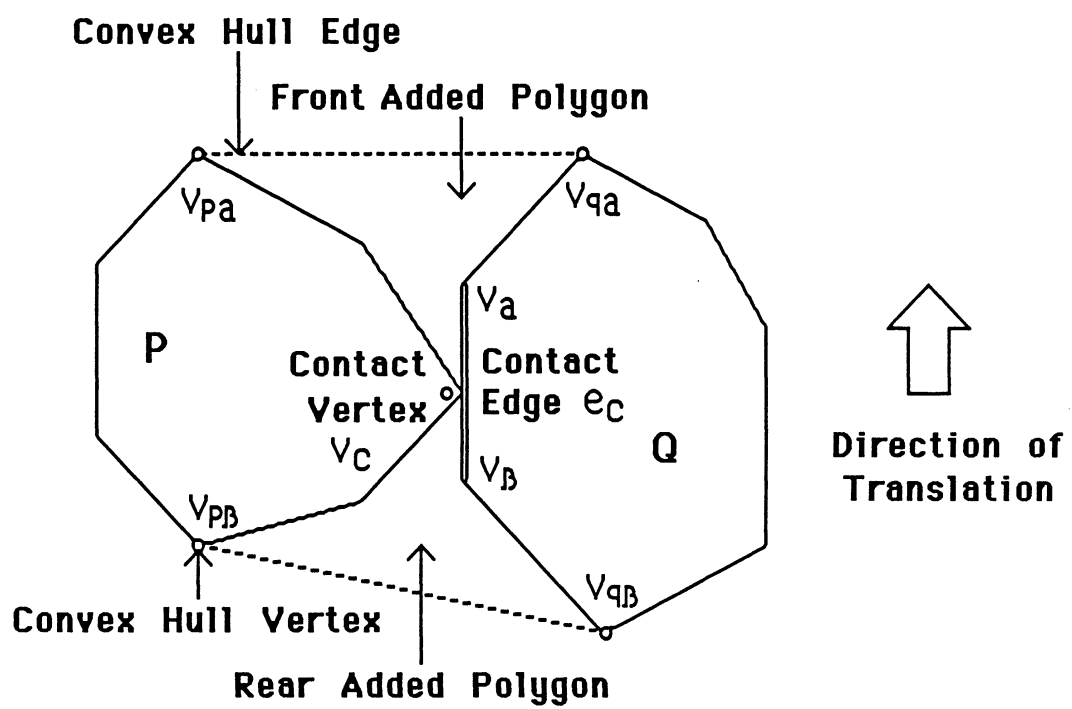 Convex Hull Edge
Front Added Polygon
Vpa
Vqa
Va
P
Contact
Vertex
Vc
Contact
Edge ec
Q
Vß
Direction of
Translation
Vpß
Vqß
Convex Hull Vertex
Rear Added Polygon